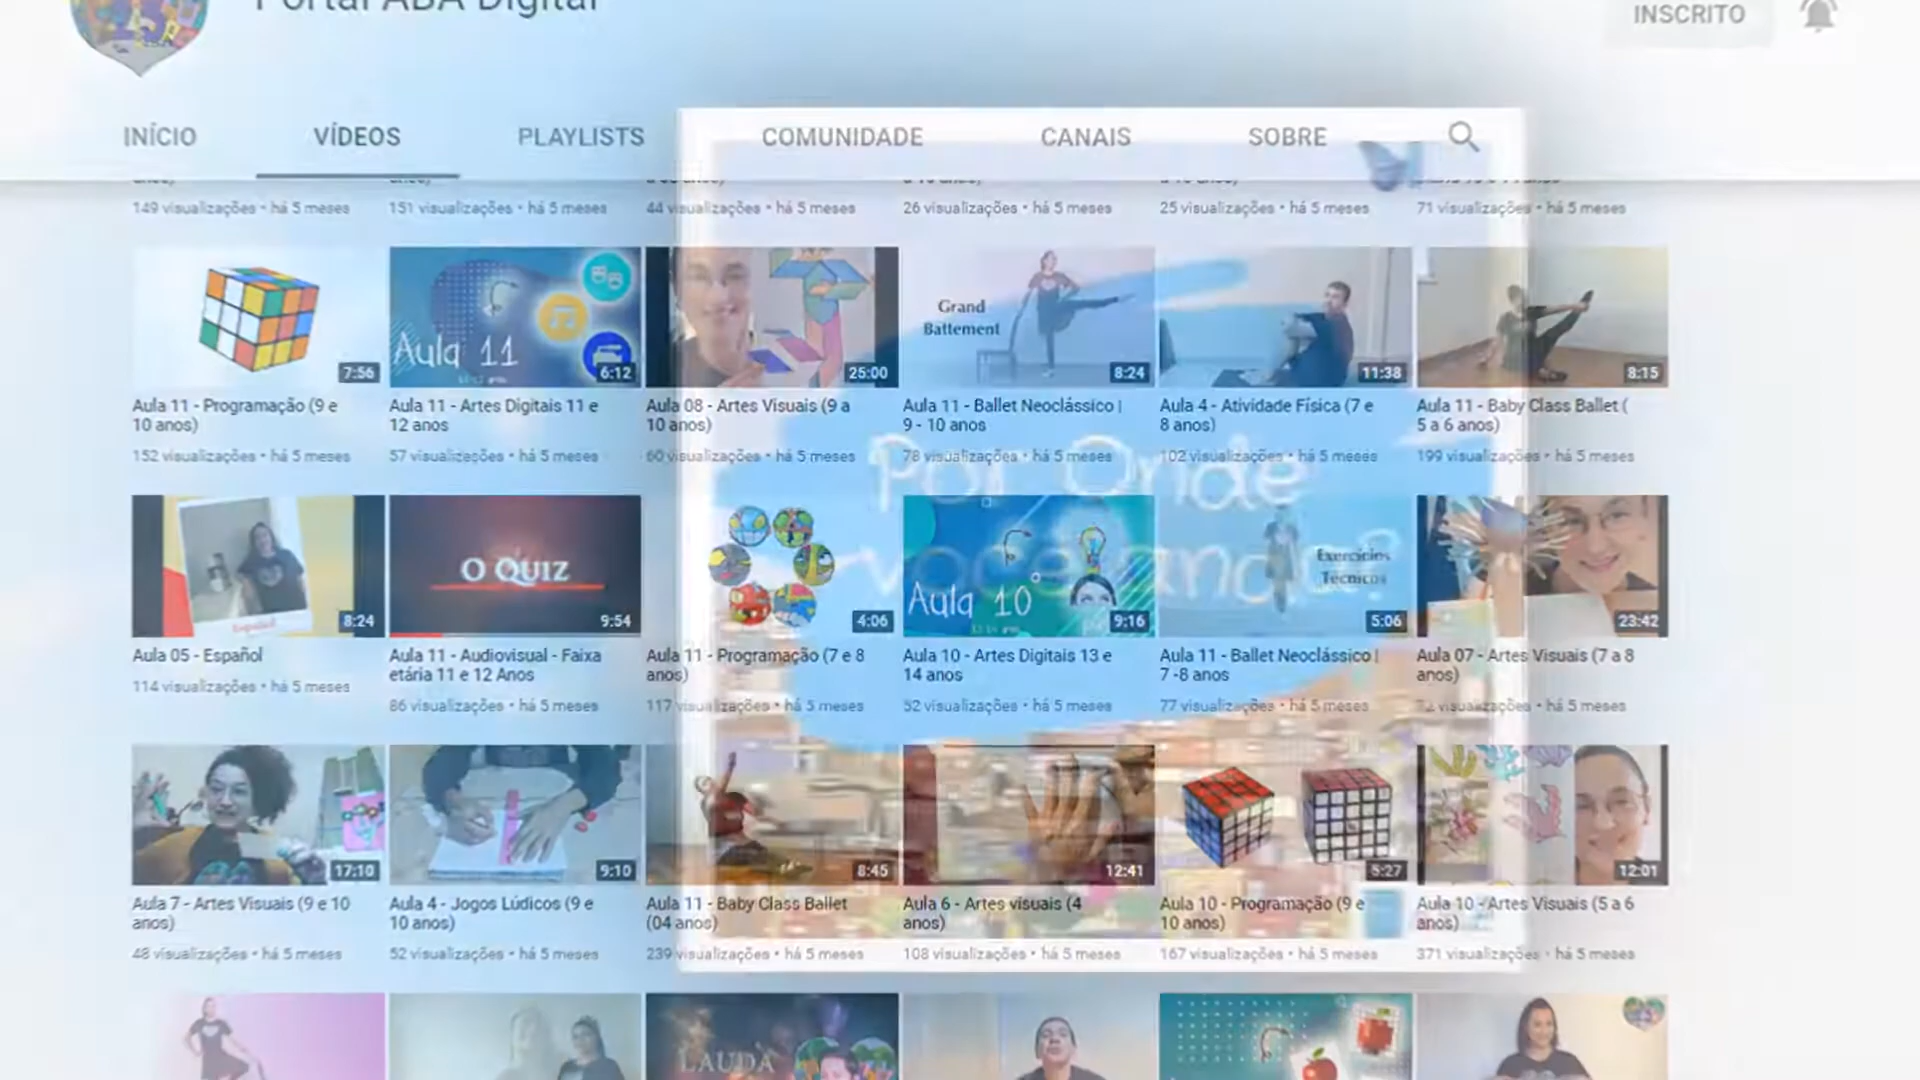 Portal ABA Digital
INSCRITO
INÍCIO VÍDEOS PLAYLISTS COMUNIDADE CANAIS SOBRE
149 visualizações • há 5 meses
151 visualizações • há 5 meses
44 visualizações • há 5 meses
26 visualizações • há 5 meses
25 visualizações • há 5 meses
71 visualizações • há 5 meses
7:56
Aula 11
6:12
25:00
Grand
Battement
8:24
11:38
8:15
Aula 11 - Programação (9 e
10 anos)
152 visualizações • há 5 meses
Aula 11 - Artes Digitais 11 e
12 anos
57 visualizações • há 5 meses
Aula 08 - Artes Visuais (9 a
10 anos)
60 visualizações • há 5 meses
Aula 11 - Ballet Neoclássico |
9 - 10 anos
78 visualizações • há 5 meses
Aula 4 - Atividade Física (7 e
8 anos)
102 visualizações • há 5 meses
Aula 11 - Baby Class Ballet (
5 a 6 anos)
199 visualizações • há 5 meses
Por Onde
você anda?
Español
8:24
O QUIZ
9:54
4:06
Aula 10
9:16
Exercícios
Técnicos
5:06
23:42
Aula 05 - Español
114 visualizações • há 5 meses
Aula 11 - Audiovisual - Faixa
etária 11 e 12 Anos
86 visualizações • há 5 meses
Aula 11 - Programação (7 e 8
anos)
117 visualizações • há 5 meses
Aula 10 - Artes Digitais 13 e
14 anos
52 visualizações • há 5 meses
Aula 11 - Ballet Neoclássico |
7 -8 anos
77 visualizações • há 5 meses
Aula 07 - Artes Visuais (7 a 8
anos)
visualizações • há 5 meses
17:10
9:10
8:45
12:41
5:27
12:01
Aula 7 - Artes Visuais (9 e 10
anos)
48 visualizações • há 5 meses
Aula 4 - Jogos Lúdicos (9 e
10 anos)
52 visualizações • há 5 meses
Aula 11 - Baby Class Ballet
(04 anos)
239 visualizações • há 5 meses
Aula 6 - Artes visuais (4
anos)
108 visualizações • há 5 meses
Aula 10 - Programação (9 e
10 anos)
167 visualizações • há 5 meses
Aula 10 - Artes Visuais (5 a 6
anos)
371 visualizações • há 5 meses
LAUDA